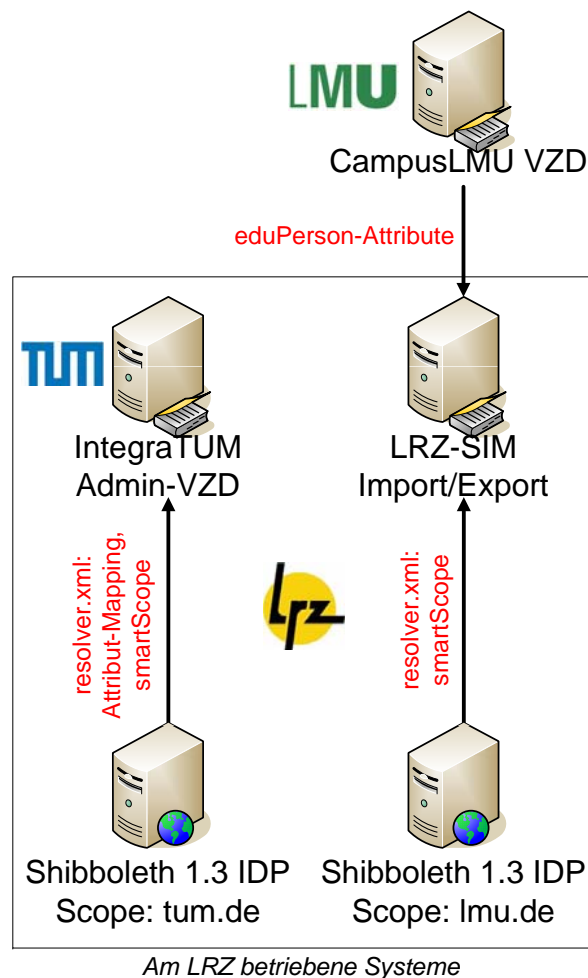 LMU
CampusLMU VZD
eduPerson-Attribute
TUM
IntegraTUM
Admin-VZD
LRZ-SIM
Import/Export
resolver.xml:
Attribut-Mapping,
smartScope
lrz
resolver.xml:
smartScope
Shibboleth 1.3 IDP
Scope: tum.de
Shibboleth 1.3 IDP
Scope: lmu.de
Am LRZ betriebene Systeme